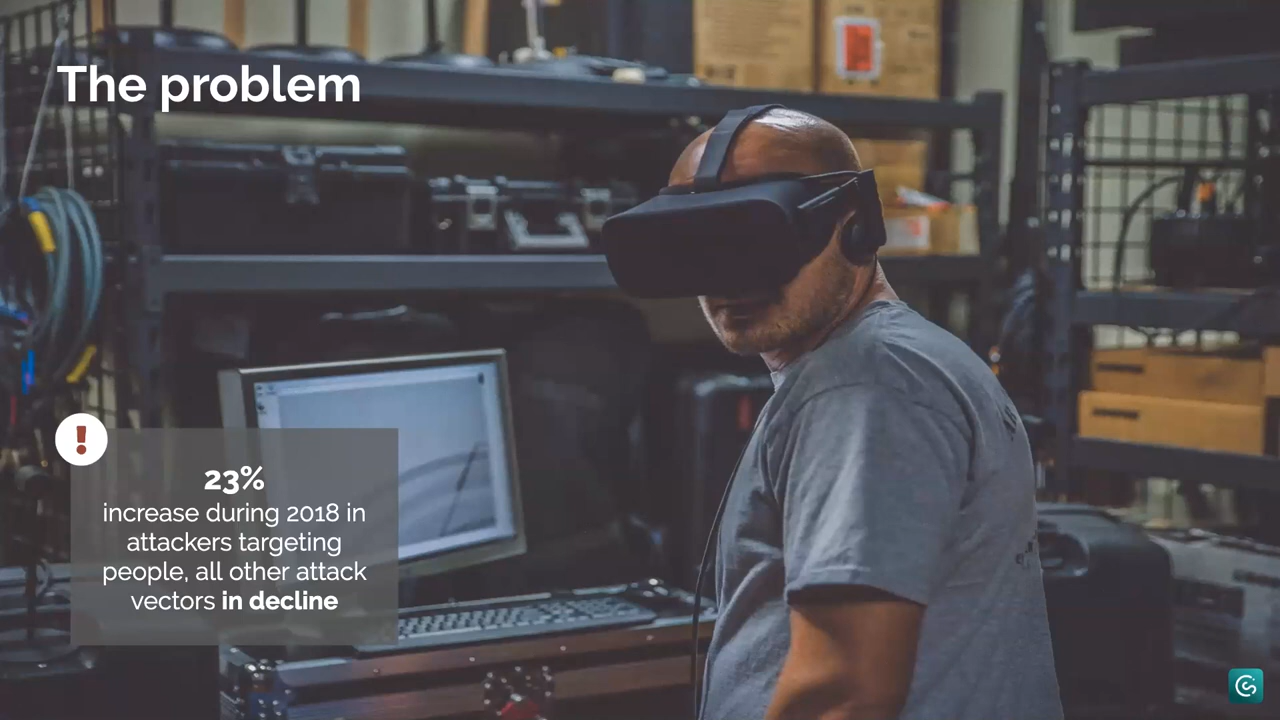 The problem
!
23%
increase during 2018 in
attackers targeting
people, all other attack
vectors in decline